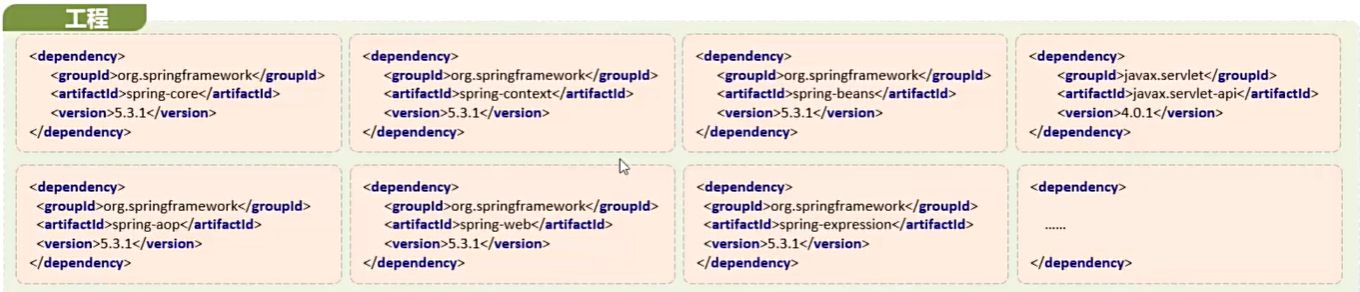 工程
<dependency>
<groupId>org.springframework</groupId>
<artifactId>spring-core</artifactId>
<version>5.3.1</version>
</dependency>
<dependency>
<groupId>org.springframework</groupId>
<artifactId>spring-context</artifactId>
<version>5.3.1</version>
</dependency>
<dependency>
<groupId>org.springframework</groupId>
<artifactId>spring-beans</artifactId>
<version>5.3.1</version>
</dependency>
<dependency>
<groupId>javax.servlet</groupId>
<artifactId>javax.servlet-api</artifactId>
<version>4.0.1</version>
</dependency>
<dependency>
<groupId>org.springframework</groupId>
<artifactId>spring-aop</artifactId>
<version>5.3.1</version>
</dependency>
<dependency>
<groupId>org.springframework</groupId>
<artifactId>spring-web</artifactId>
<version>5.3.1</version>
</dependency>
<dependency>
<groupId>org.springframework</groupId>
<artifactId>spring-expression</artifactId>
<version>5.3.1</version>
</dependency>
<dependency>
......
</dependency>